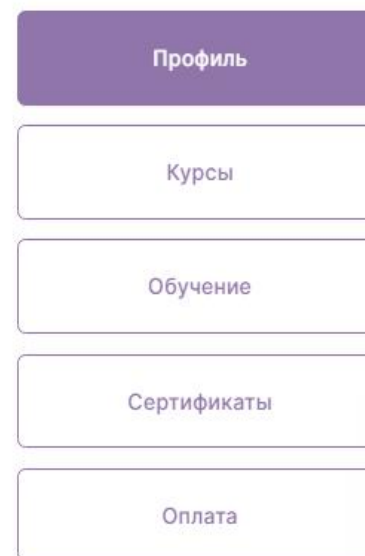 Профиль
Курсы
Обучение
Сертификаты
Оплата